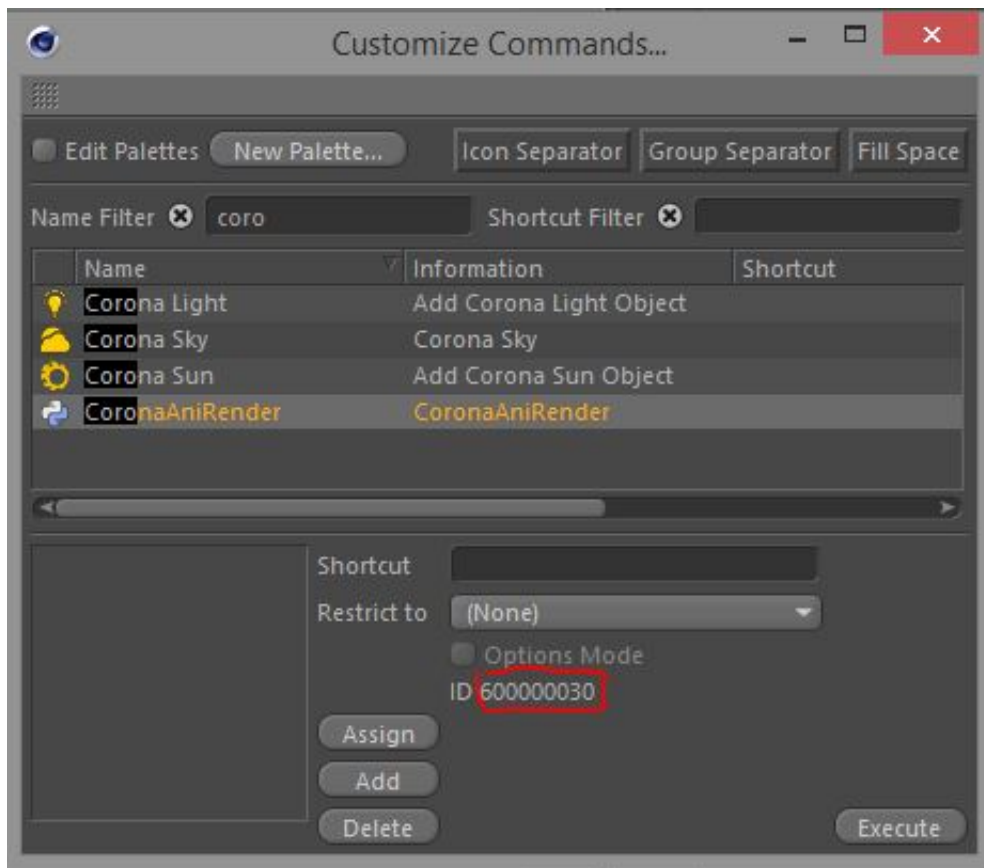 Customize Commands...
Edit Palettes New Palette... Icon Separator Group Separator Fill Space
Name Filter coro Shortcut Filter
Name Information Shortcut
Corona Light Add Corona Light Object
Corona Sky Corona Sky
Corona Sun Add Corona Sun Object
CoronaAniRender CoronaAniRender
Shortcut
Restrict to (None)
Options Mode
ID 600000030
Assign
Add
Delete Execute